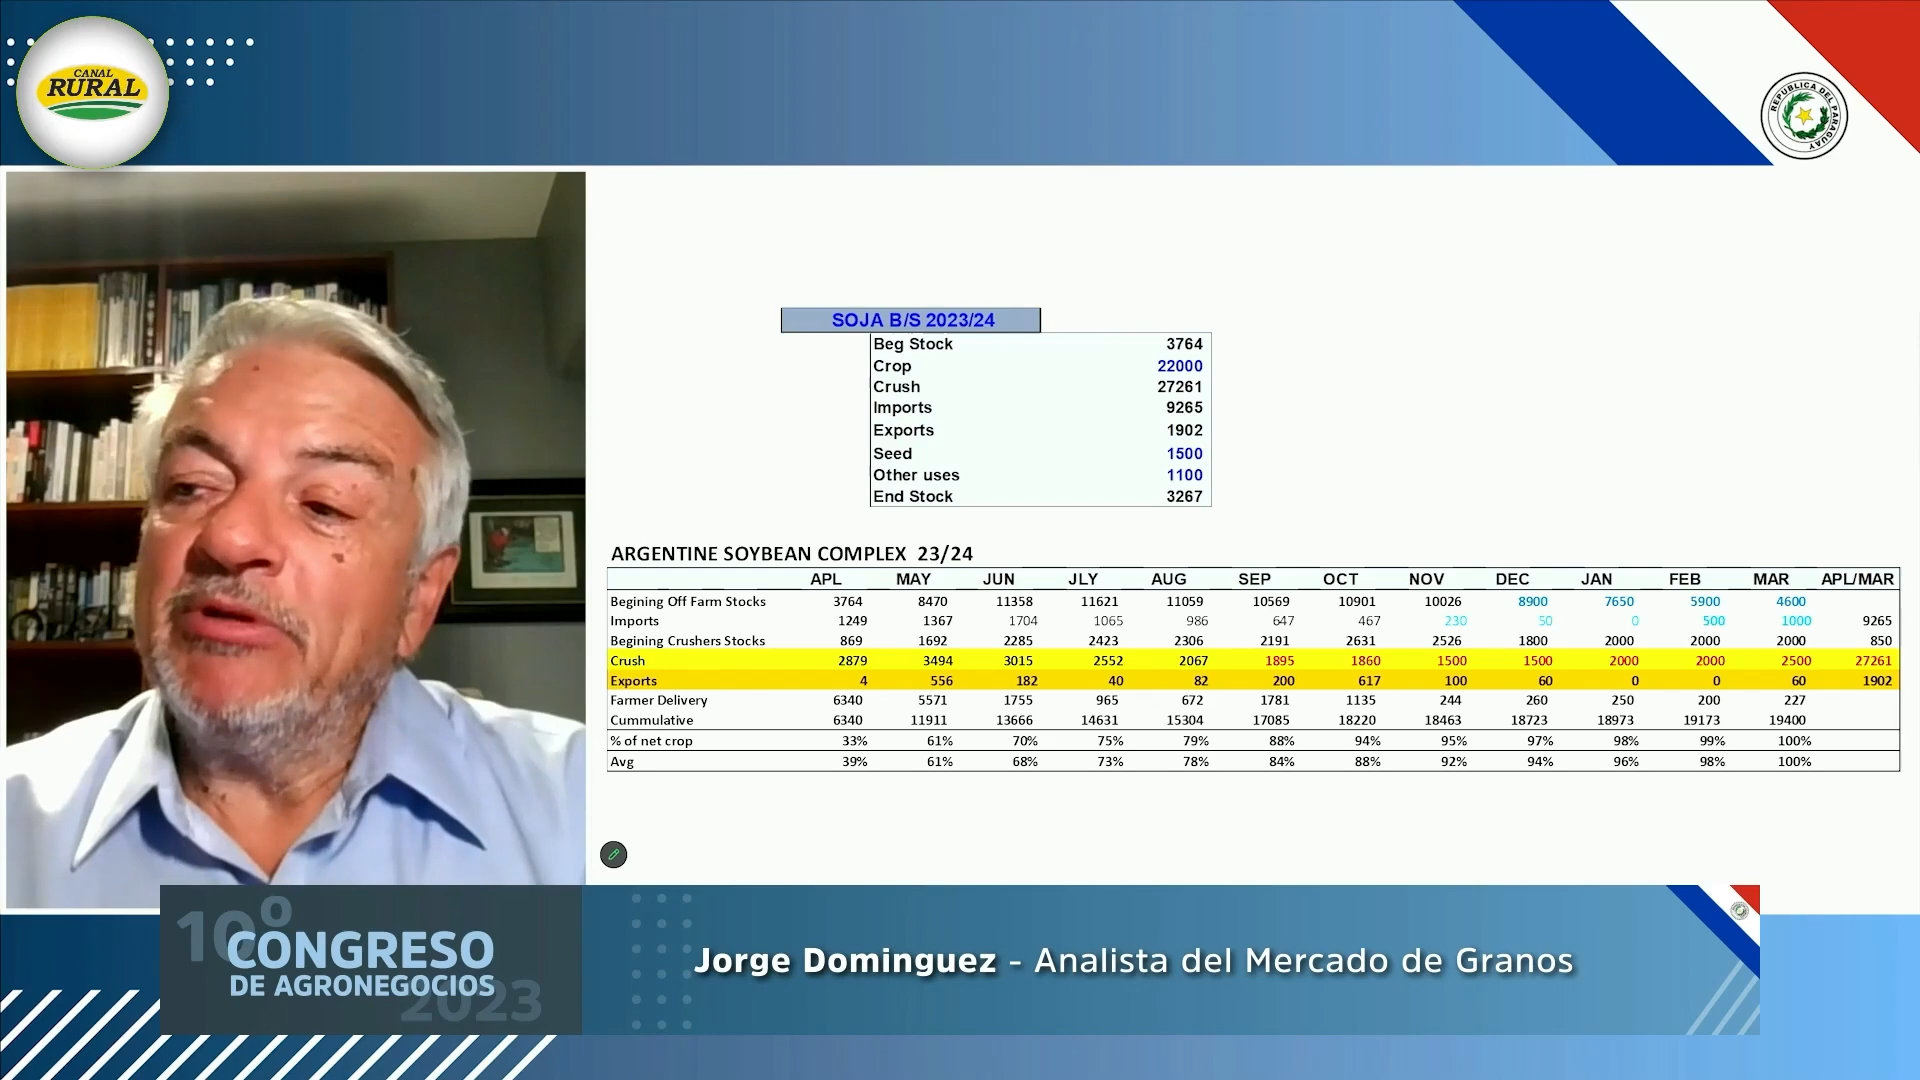 CANAL
RURAL
REPUBLICA DEL PARAGUAY
SOJA B/S 2023/24
Beg Stock 3764
Crop 22000
Crush 27261
Imports 9265
Exports 1902
Seed 1500
Other uses 1100
End Stock 3267
ARGENTINE SOYBEAN COMPLEX 23/24
APL MAY JUN JLY AUG SEP OCT NOV DEC JAN FEB MAR APL/MAR
Begining Off Farm Stocks 3764 8470 11358 11621 11059 10569 10901 10026 8900 7650 5900 4600
Imports 1249 1367 1704 1065 986 647 467 230 50 0 500 1000 9265
Begining Crushers Stocks 869 1692 2285 2423 2306 2191 2631 2526 1800 2000 2000 2000 850
Crush 2879 3494 3015 2552 2067 1895 1860 1500 1500 2000 2000 2500 27261
Exports 4 556 182 40 82 200 617 100 60 0 0 60 1902
Farmer Delivery 6340 5571 1755 965 672 1781 1135 244 260 250 200 227
Cummulative 6340 11911 13666 14631 15304 17085 18220 18463 18723 18973 19173 19400
% of net crop 33% 61% 70% 75% 79% 88% 94% 95% 97% 98% 99% 100%
Avg 39% 61% 68% 73% 78% 84% 88% 92% 94% 96% 98% 100%
10º
CONGRESO
DE AGRONEGOCIOS
2023
Jorge Dominguez - Analista del Mercado de Granos